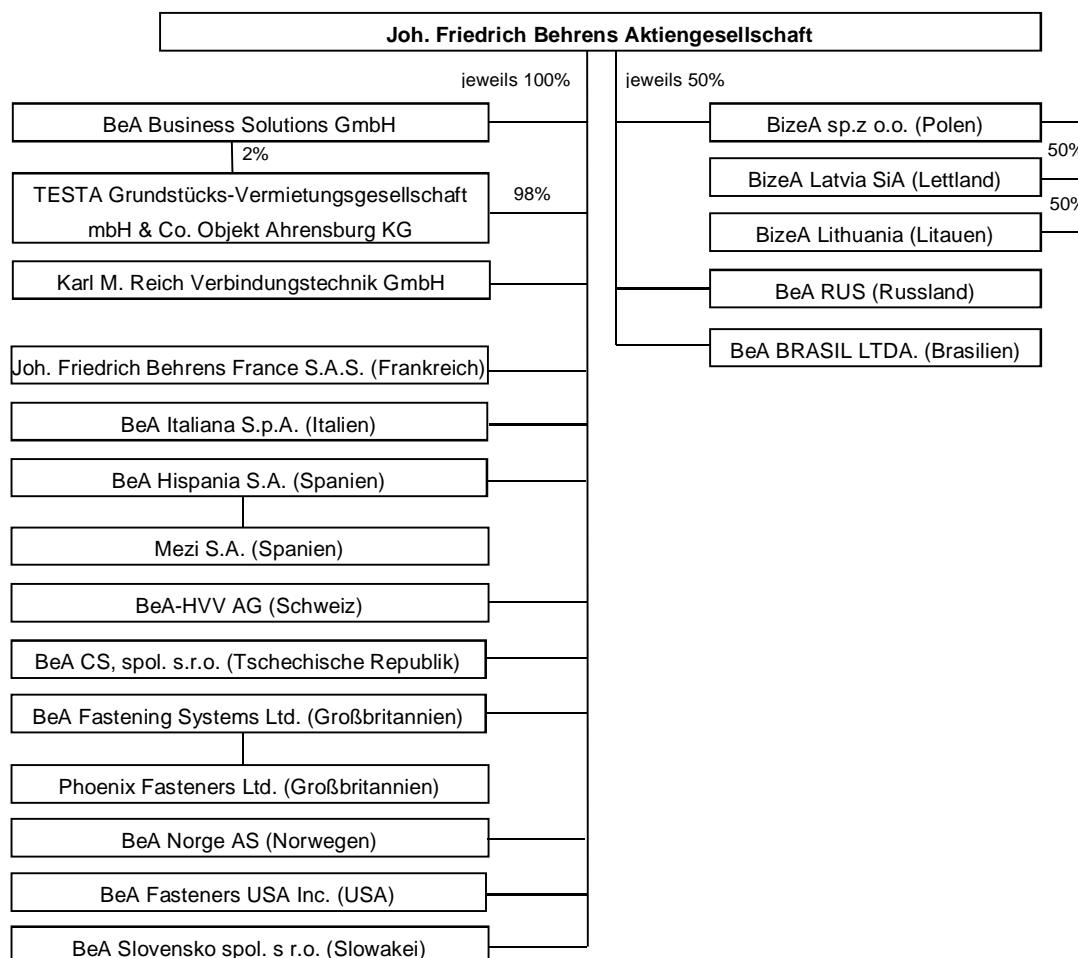 Joh. Friedrich Behrens Aktiengesellschaft
jeweils 100%
jeweils 50%
BeA Business Solutions GmbH
2%
TESTA Grundstücks-Vermietungsgesellschaft
mbH & Co. Objekt Ahrensburg KG
98%
Karl M. Reich Verbindungstechnik GmbH
Joh. Friedrich Behrens France S.A.S. (Frankreich)
BeA Italiana S.p.A. (Italien)
BeA Hispania S.A. (Spanien)
Mezi S.A. (Spanien)
BeA-HVV AG (Schweiz)
BeA CS, spol. s.r.o. (Tschechische Republik)
BeA Fastening Systems Ltd. (Großbritannien)
Phoenix Fasteners Ltd. (Großbritannien)
BeA Norge AS (Norwegen)
BeA Fasteners USA Inc. (USA)
BeA Slovensko spol. s r.o. (Slowakei)
BizeA sp.z o.o. (Polen)
50%
BizeA Latvia SiA (Lettland)
50%
BizeA Lithuania (Litauen)
BeA RUS (Russland)
BeA BRASIL LTDA. (Brasilien)